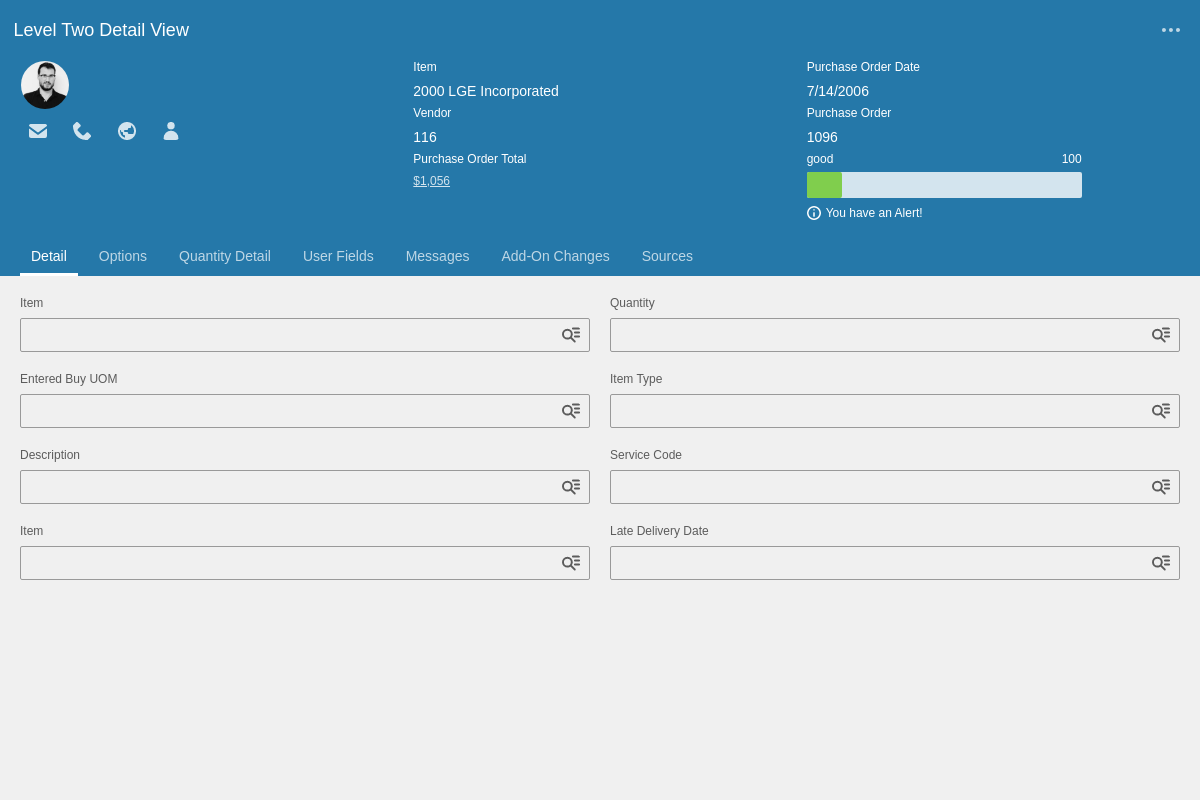 Level Two Detail View
Item
2000 LGE Incorporated
Vendor
116
Purchase Order Total
$1,056
Purchase Order Date
7/14/2006
Purchase Order
1096
good 100
You have an Alert!
Detail Options Quantity Detail User Fields Messages Add-On Changes Sources
Item
Quantity
Entered Buy UOM
Item Type
Description
Service Code
Item
Late Delivery Date